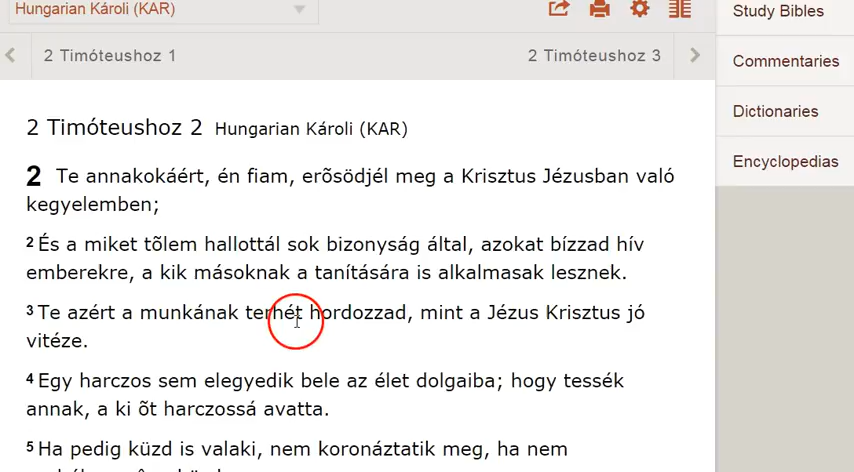 Hungarian Károli (KAR)
Study Bibles
2 Timóteushoz 1
2 Timóteushoz 3
Commentaries
Dictionaries
Encyclopedias
2 Timóteushoz 2 Hungarian Károli (KAR)
2 Te annakokáért, én fiam, erõsödjél meg a Krisztus Jézusban való
kegyelemben;
2 És a miket tõlem hallottál sok bizonyság által, azokat bízzad hív
emberekre, a kik másoknak a tanítására is alkalmasak lesznek.
3 Te azért a munkának terhét hordozzad, mint a Jézus Krisztus jó
vitéze.
4 Egy harczos sem elegyedik bele az élet dolgaiba; hogy tessék
annak, a ki õt harczossá avatta.
5 Ha pedig küzd is valaki, nem koronáztatik meg, ha nem